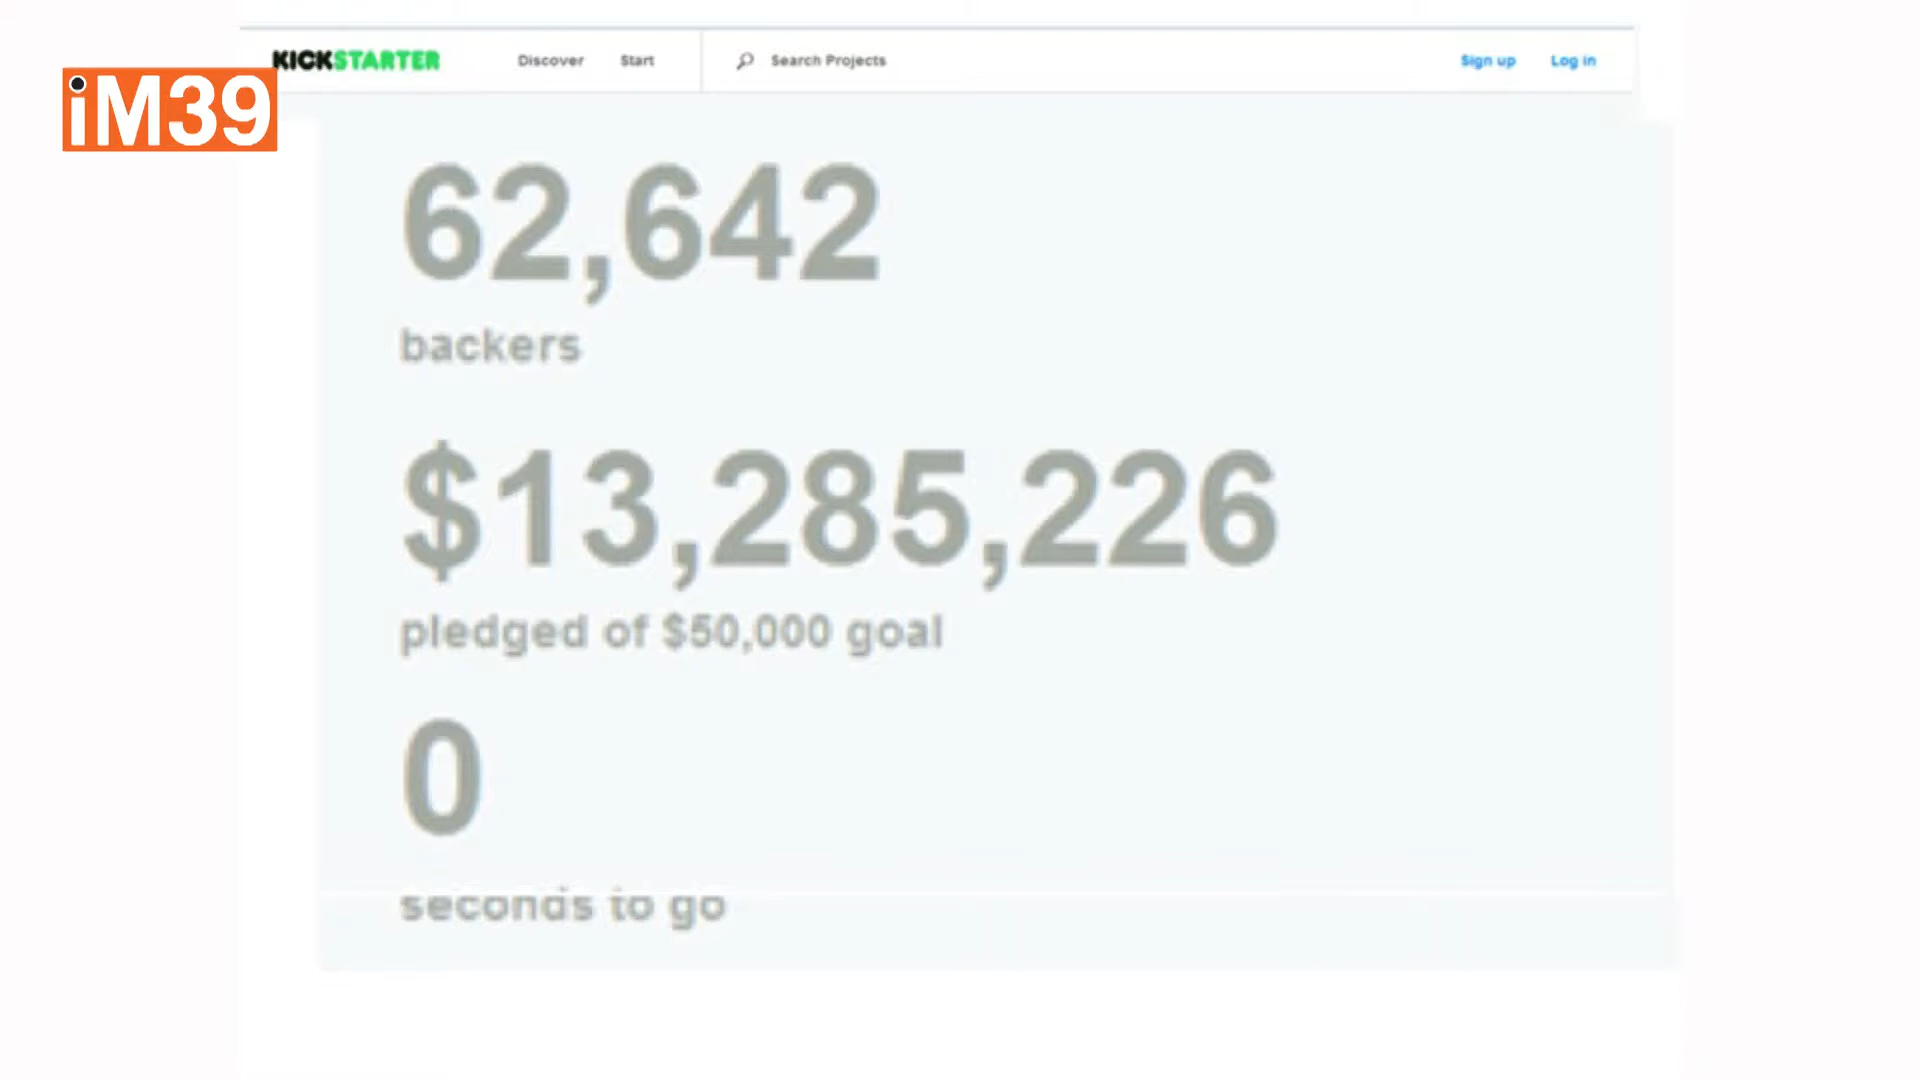 KICKSTARTER Discover Start Search Projects Sign up Log in
iM39
62,642
backers
$13,285,226
pledged of $50,000 goal
0
seconds to go